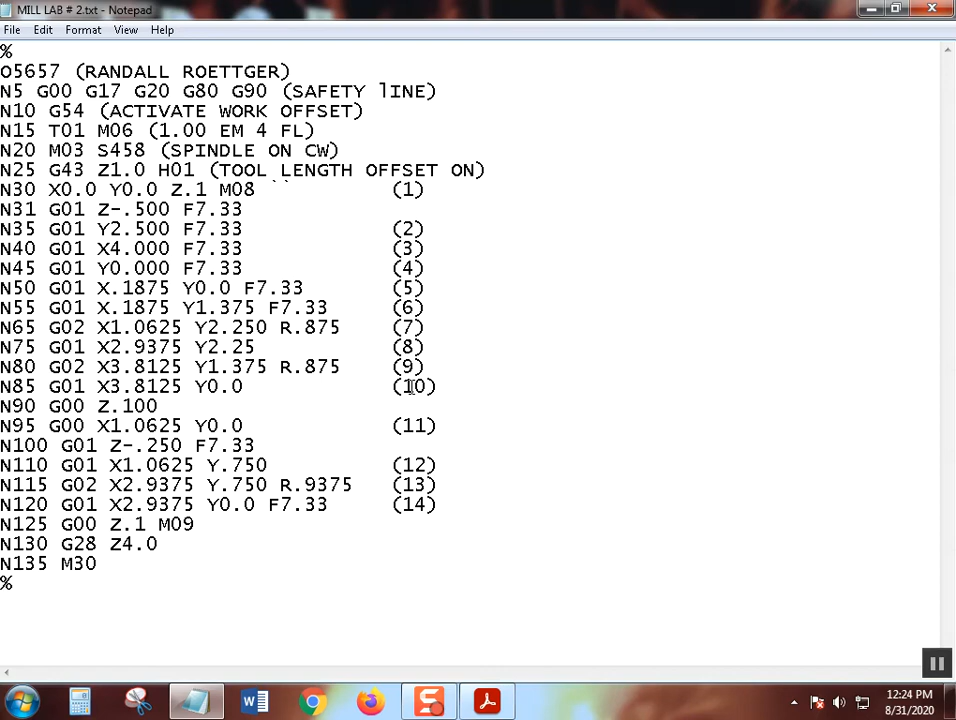 MILL LAB # 2.txt - Notepad
File Edit Format View Help
%
O5657 (RANDALL ROETTGER)
N5 G00 G17 G20 G80 G90 (SAFETY lINE)
N10 G54 (ACTIVATE WORK OFFSET)
N15 T01 M06 (1.00 EM 4 FL)
N20 M03 S458 (SPINDLE ON CW)
N25 G43 Z1.0 H01 (TOOL LENGTH OFFSET ON)
N30 X0.0 Y0.0 Z.1 M08 `` (1)
N31 G01 Z-.500 F7.33
N35 G01 Y2.500 F7.33 (2)
N40 G01 X4.000 F7.33 (3)
N45 G01 Y0.000 F7.33 (4)
N50 G01 X.1875 Y0.0 F7.33 (5)
N55 G01 X.1875 Y1.375 F7.33 (6)
N65 G02 X1.0625 Y2.250 R.875 (7)
N75 G01 X2.9375 Y2.25 (8)
N80 G02 X3.8125 Y1.375 R.875 (9)
N85 G01 X3.8125 Y0.0 (10)
N90 G00 Z.100
N95 G00 X1.0625 Y0.0 (11)
N100 G01 Z-.250 F7.33
N110 G01 X1.0625 Y.750 (12)
N115 G02 X2.9375 Y.750 R.9375 (13)
N120 G01 X2.9375 Y0.0 F7.33 (14)
N125 G00 Z.1 M09
N130 G28 Z4.0
N135 M30
%
12:24 PM
8/31/2020